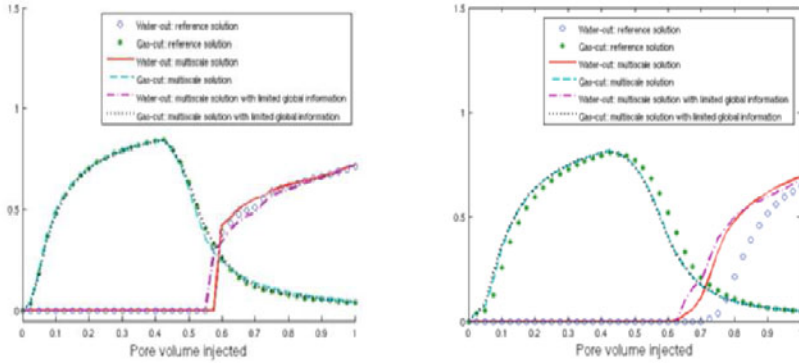 1.5
Water-cut: reference solution
Gas-cut: reference solution
Water-cut: multiscale solution
Gas-cut: multiscale solution
Water-cut: multiscale solution with limited global information
Gas-cut: multiscale solution with limited global information
1
0.5
0
0 0.1 0.2 0.3 0.4 0.5 0.6 0.7 0.8 0.9 1
Pore volume injected
1.5
Water-cut: reference solution
Gas-cut: reference solution
Water-cut: multiscale solution
Gas-cut: multiscale solution
Water-cut: multiscale solution with limited global information
Gas-cut: multiscale solution with limited global information
1
0.5
0
0 0.1 0.2 0.3 0.4 0.5 0.6 0.7 0.8 0.9
Pore volume injected